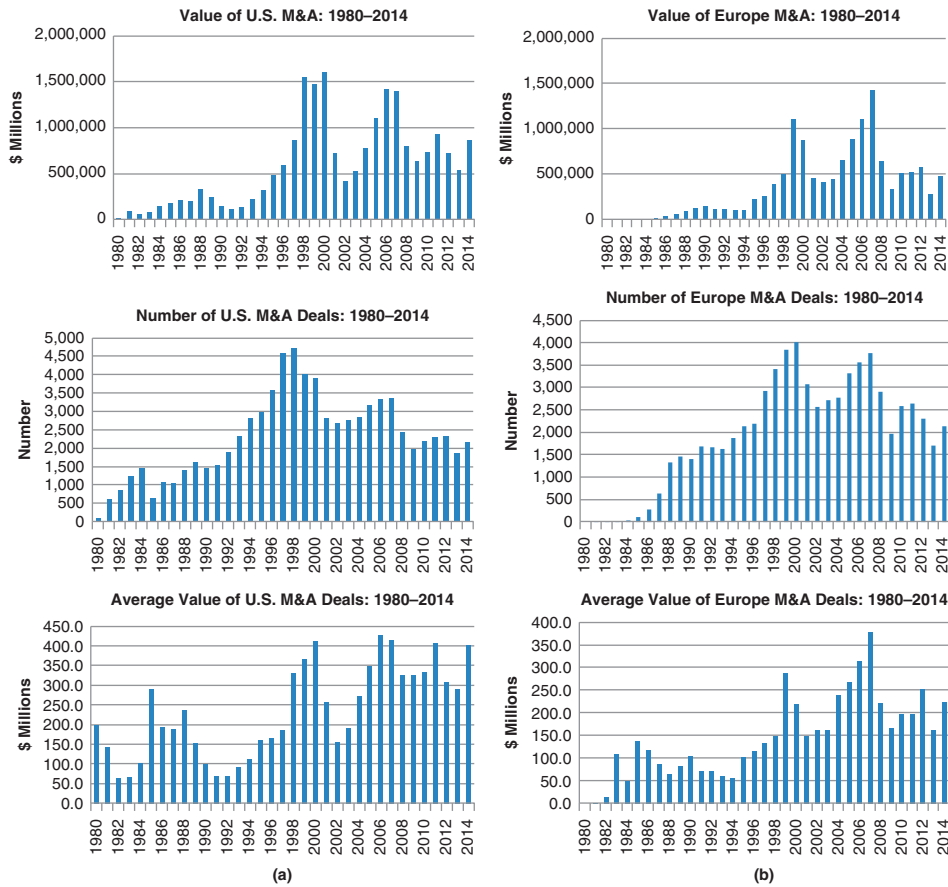 Value of U.S. M&A: 1980–2014
2,000,000
1,500,000
1,000,000
500,000
0
$ Millions
1980 1982 1984 1986 1988 1990 1992 1994 1996 1998 2000 2002 2004 2006 2008 2010 2012 2014
Number of U.S. M&A Deals: 1980–2014
5,000
4,500
4,000
3,500
3,000
2,500
2,000
1,500
1,000
500
0
Number
1980 1982 1984 1986 1988 1990 1992 1994 1996 1998 2000 2002 2004 2006 2008 2010 2012 2014
Average Value of U.S. M&A Deals: 1980–2014
450.0
400.0
350.0
300.0
250.0
200.0
150.0
100.0
50.0
0.0
$ Millions
1980 1982 1984 1986 1988 1990 1992 1994 1996 1998 2000 2002 2004 2006 2008 2010 2012 2014
(a)
Value of Europe M&A: 1980–2014
2,000,000
1,500,000
1,000,000
500,000
0
$ Millions
1980 1982 1984 1986 1988 1990 1992 1994 1996 1998 2000 2002 2004 2006 2008 2010 2012 2014
Number of Europe M&A Deals: 1980–2014
4,500
4,000
3,500
3,000
2,500
2,000
1,500
1,000
500
0
Number
1980 1982 1984 1986 1988 1990 1992 1994 1996 1998 2000 2002 2004 2006 2008 2010 2012 2014
Average Value of Europe M&A Deals: 1980–2014
400.0
350.0
300.0
250.0
200.0
150.0
100.0
50.0
0.0
$ Millions
1980 1982 1984 1986 1988 1990 1992 1994 1996 1998 2000 2002 2004 2006 2008 2010 2012 2014
(b)